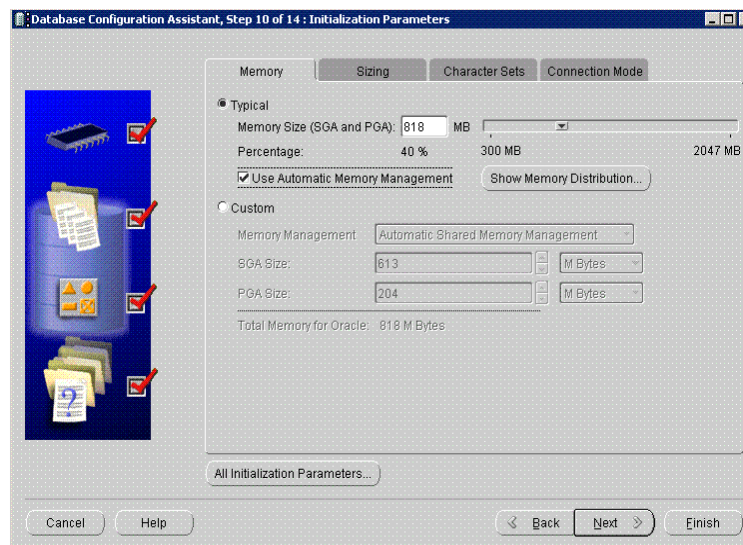 Database Configuration Assistant, Step 10 of 14 : Initialization Parameters
Memory Sizing Character Sets Connection Mode
Typical
Memory Size (SGA and PGA): 818 MB
Percentage: 40 % 300 MB 2047 MB
Use Automatic Memory Management Show Memory Distribution...
Custom
Memory Management Automatic Shared Memory Management
SGA Size: 613 M Bytes
PGA Size: 204 M Bytes
Total Memory for Oracle: 818 M Bytes
?
All Initialization Parameters...
Cancel Help Back Next Finish